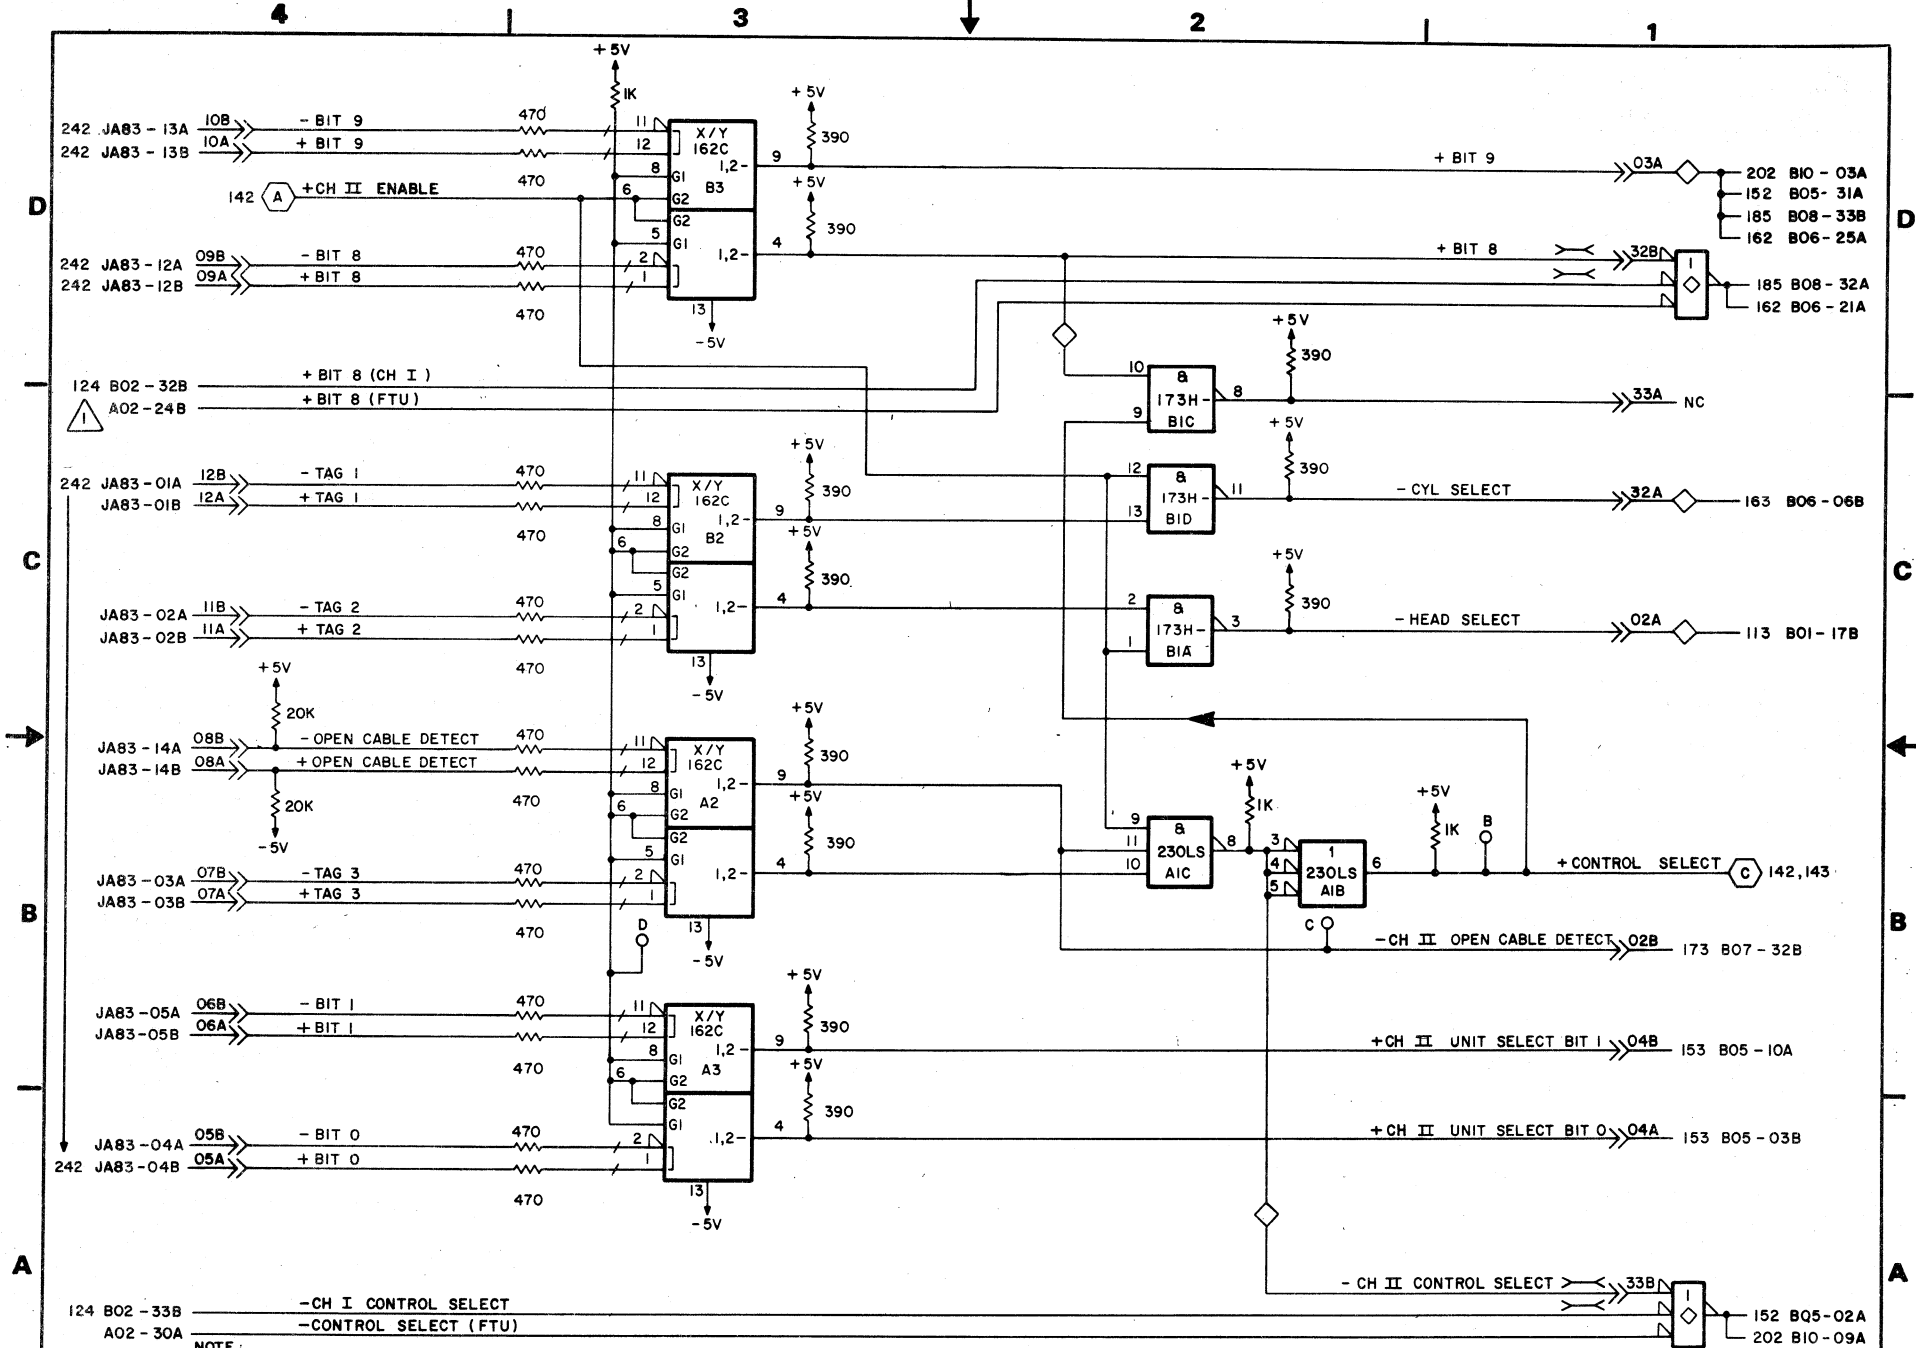 4 3 2 1
+5V
1K
+5V
390
242 JA83-13A 10B -BIT 9 470 11 X/Y
242 JA83-13B 10A +BIT 9 12 162C
470 8 G1 1,2- 9 +BIT 9 03A 202 B10-03A
B3
142 A +CH II ENABLE 6 G2 +5V 152 B05-31A
D G2 390 185 B08-33B D
5 G1 162 B06-25A
242 JA83-12A 09B -BIT 8 470 2 1,2- 4 +BIT 8 32B 1
242 JA83-12B 09A +BIT 8 1 185 B08-32A
470 13 162 B06-21A
-5V
+5V
390
124 B02-32B +BIT 8 (CH I) 10 &
1 A02-24B +BIT 8 (FTU) 173H- 8 33A NC
9 B1C
+5V +5V
390 390
242 JA83-01A 12B -TAG 1 470 11 X/Y 12 &
JA83-01B 12A +TAG 1 12 162C 173H- 11 -CYL SELECT 32A 163 B06-06B
470 8 G1 1,2- 9 13 B1D
B2
C 6 G2 +5V +5V C
G2 390
5 G1 390
JA83-02A 11B -TAG 2 470 2 1,2- 4 2 &
JA83-02B 11A +TAG 2 1 173H- 3 -HEAD SELECT 02A 113 B01-17B
470 13 1 B1A
+5V -5V
20K +5V
JA83-14A 08B -OPEN CABLE DETECT 470 11 X/Y 390
JA83-14B 08A +OPEN CABLE DETECT 12 162C
20K 470 8 G1 1,2- 9 +5V +5V
A2
6 G2 +5V 1K 1K B
-5V G2 390 9 &
5 G1 11 230LS 8 3 1
JA83-03A 07B -TAG 3 470 2 1,2- 4 10 A1C 4 230LS 6 +CONTROL SELECT C 142,143
JA83-03B 07A +TAG 3 1 5 A1B
B 470 D 13 C B
-5V -CH II OPEN CABLE DETECT 02B 173 B07-32B
+5V
JA83-05A 06B -BIT 1 470 11 X/Y 390
JA83-05B 06A +BIT 1 12 162C
470 8 G1 1,2- 9 +CH II UNIT SELECT BIT 1 04B 153 B05-10A
A3
6 G2 +5V
G2 390
G1
JA83-04A 05B -BIT 0 470 2 1,2- 4 +CH II UNIT SELECT BIT 0 04A 153 B05-03B
242 JA83-04B 05A +BIT 0 1
470 13
-5V
A A
-CH II CONTROL SELECT 33B 1
124 B02-33B -CH I CONTROL SELECT 152 B05-02A
A02-30A -CONTROL SELECT (FTU) 202 B10-09A
NOTE: